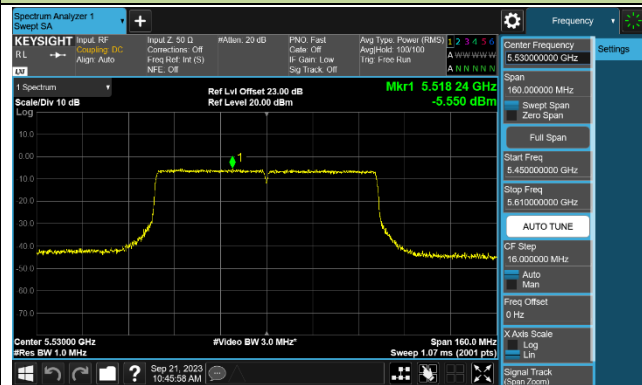 Spectrum Analyzer 1
Swept SA
Frequency
KEYSIGHT
RL
Input: RF
Coupling: DC
Align: Auto
Input Z: 50 Ω
Corrections: Off
Freq Ref: Int (S)
NFE: Off
#Atten: 20 dB
PNO: Fast
Gate: Off
IF Gain: Low
Sig Track: Off
Avg Type: Power (RMS)
Avg|Hold: 100/100
Trig: Free Run
1 2 3 4 5 6
A W W W W W
A N N N N N
LXI
1 Spectrum
Scale/Div 10 dB
Log
Ref Lvl Offset 23.00 dB
Ref Level 20.00 dBm
Mkr1 5.518 24 GHz
-5.550 dBm
10.0
0.00
-10.0
-20.0
-30.0
-40.0
-50.0
-60.0
-70.0
1
Center 5.53000 GHz
#Res BW 1.0 MHz
#Video BW 3.0 MHz*
Span 160.0 MHz
Sweep 1.07 ms (2001 pts)
?
Sep 21, 2023
10:45:58 AM
Center Frequency
5.530000000 GHz
Span
160.000000 MHz
Swept Span
Zero Span
Full Span
Start Freq
5.450000000 GHz
Stop Freq
5.610000000 GHz
AUTO TUNE
CF Step
16.000000 MHz
Auto
Man
Freq Offset
0 Hz
X Axis Scale
Log
Lin
Signal Track
(Span Zoom)
Settings